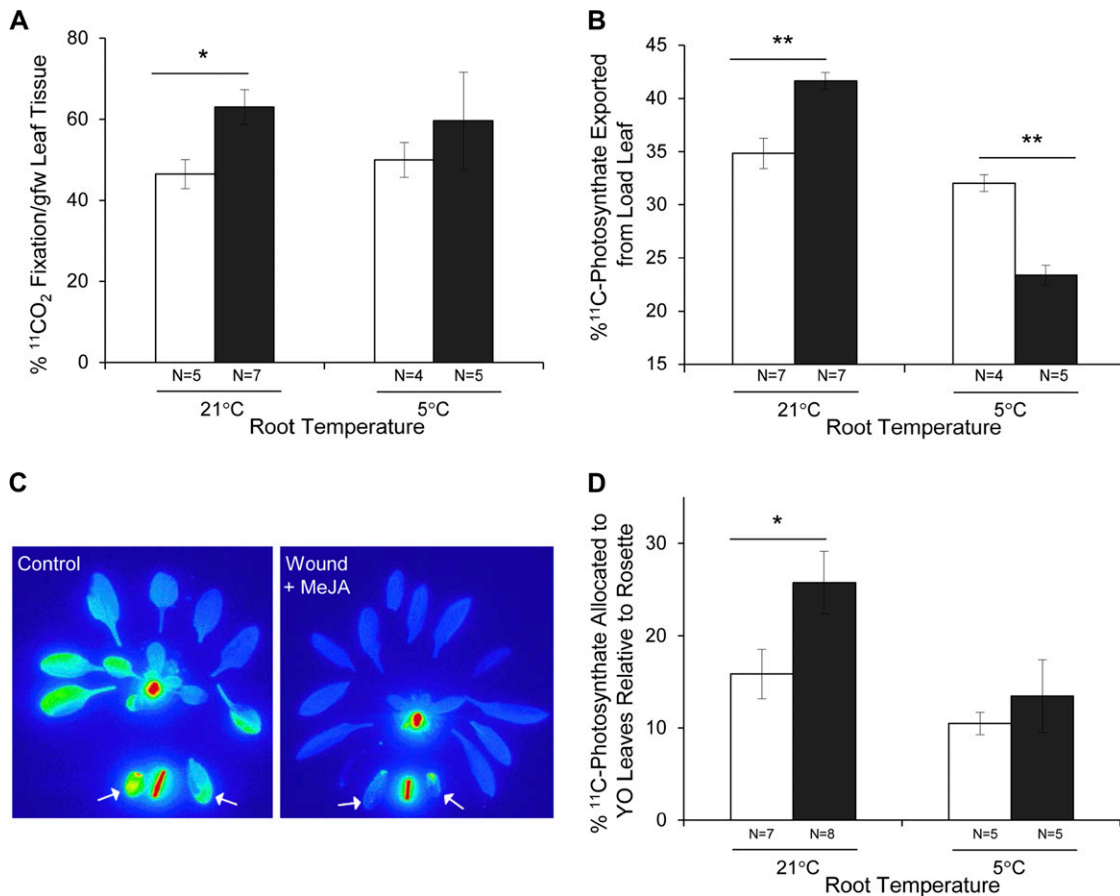 A
% ¹¹CO₂ Fixation/gfw Leaf Tissue
80
60
40
20
0
*
N=5 N=7 N=4 N=5
21°C 5°C
Root Temperature
B
%¹¹C-Photosynthate Exported
from Load Leaf
45
40
35
30
25
20
15
**
**
N=7 N=7 N=4 N=5
21°C 5°C
Root Temperature
C
Control
Wound
+ MeJA
D
% ¹¹C-Photosynthate Allocated to
YO Leaves Relative to Rosette
30
20
10
0
*
N=7 N=8 N=5 N=5
21°C 5°C
Root Temperature